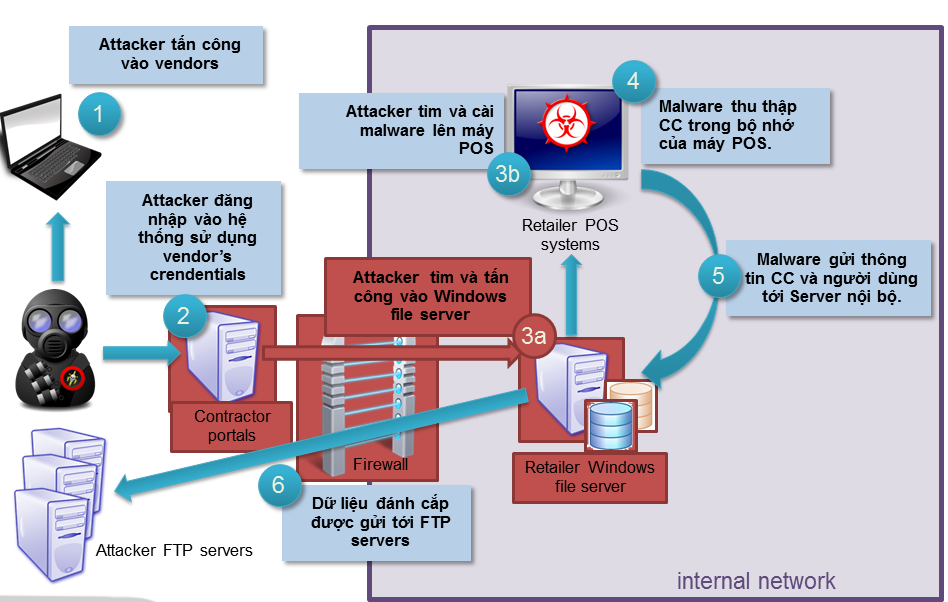 Attacker tấn công
vào vendors
1
Attacker đăng
nhập vào hệ
thống sử dụng
vendor's
crendentials
2
Contractor
portals
Attacker tìm và tấn
công vào Windows
file server
3a
Firewall
Attacker tìm và cài
malware lên máy
POS
3b
Retailer POS
systems
4
Malware thu thập
CC trong bộ nhớ
của máy POS.
5
Malware gửi thông
tin CC và người dùng
tới Server nội bộ.
Retailer Windows
file server
6
Dữ liệu đánh cắp
được gửi tới FTP
servers
Attacker FTP servers
internal network